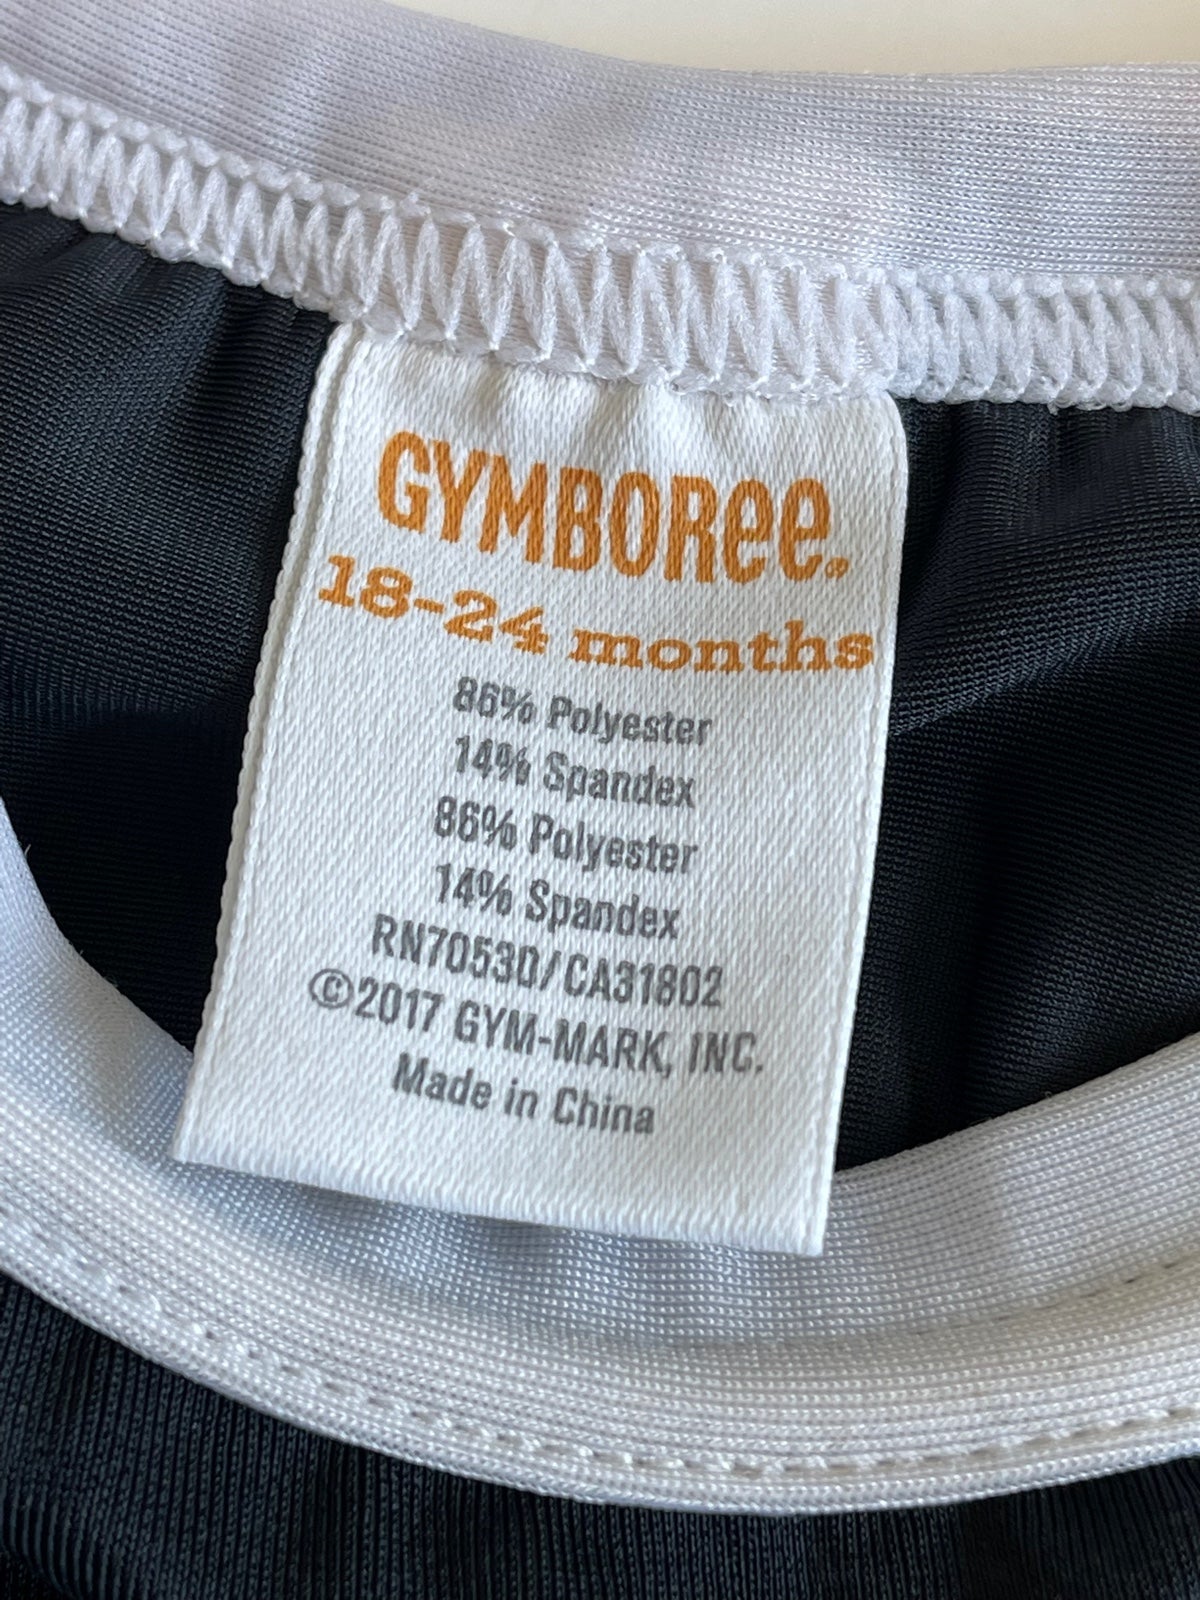 GYMBOREE®
18-24 months
86% Polyester
14% Spandex
86% Polyester
14% Spandex
RN70530/CA31802
©2017 GYM-MARK, INC.
Made in China